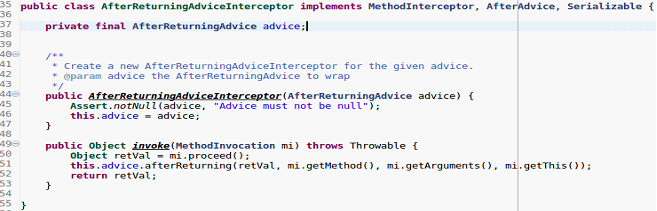 35 public class AfterReturningAdviceInterceptor implements MethodInterceptor, AfterAdvice, Serializable {
36
37 private final AfterReturningAdvice advice;
38
39
40 /**
41 * Create a new AfterReturningAdviceInterceptor for the given advice.
42 * @param advice the AfterReturningAdvice to wrap
43 */
44 public AfterReturningAdviceInterceptor(AfterReturningAdvice advice) {
45 Assert.notNull(advice, "Advice must not be null");
46 this.advice = advice;
47 }
48
49 public Object invoke(MethodInvocation mi) throws Throwable {
50 Object retVal = mi.proceed();
51 this.advice.afterReturning(retVal, mi.getMethod(), mi.getArguments(), mi.getThis());
52 return retVal;
53 }
54
55 }